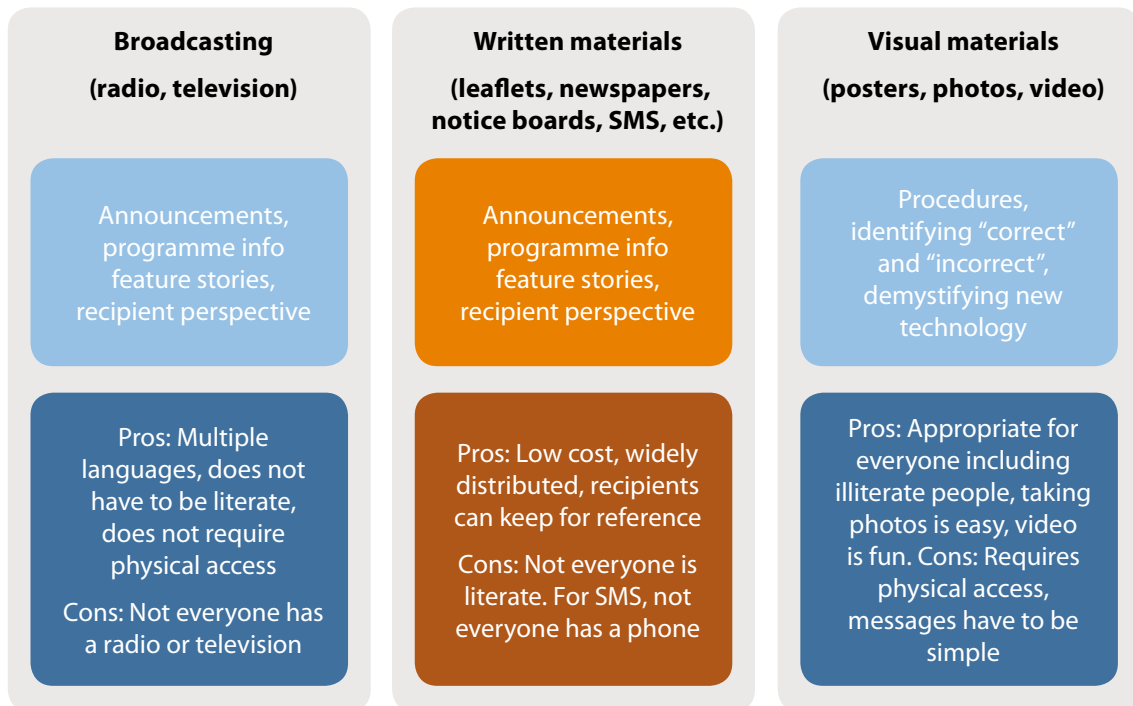 Broadcasting
(radio, television)
Announcements,
programme info
feature stories,
recipient perspective
Pros: Multiple
languages, does not
have to be literate,
does not require
physical access
Cons: Not everyone has
a radio or television
Written materials
(leaflets, newspapers,
notice boards, SMS, etc.)
Announcements,
programme info
feature stories,
recipient perspective
Pros: Low cost, widely
distributed, recipients
can keep for reference
Cons: Not everyone is
literate. For SMS, not
everyone has a phone
Visual materials
(posters, photos, video)
Procedures,
identifying “correct”
and “incorrect”,
demystifying new
technology
Pros: Appropriate for
everyone including
illiterate people, taking
photos is easy, video
is fun. Cons: Requires
physical access,
messages have to be
simple